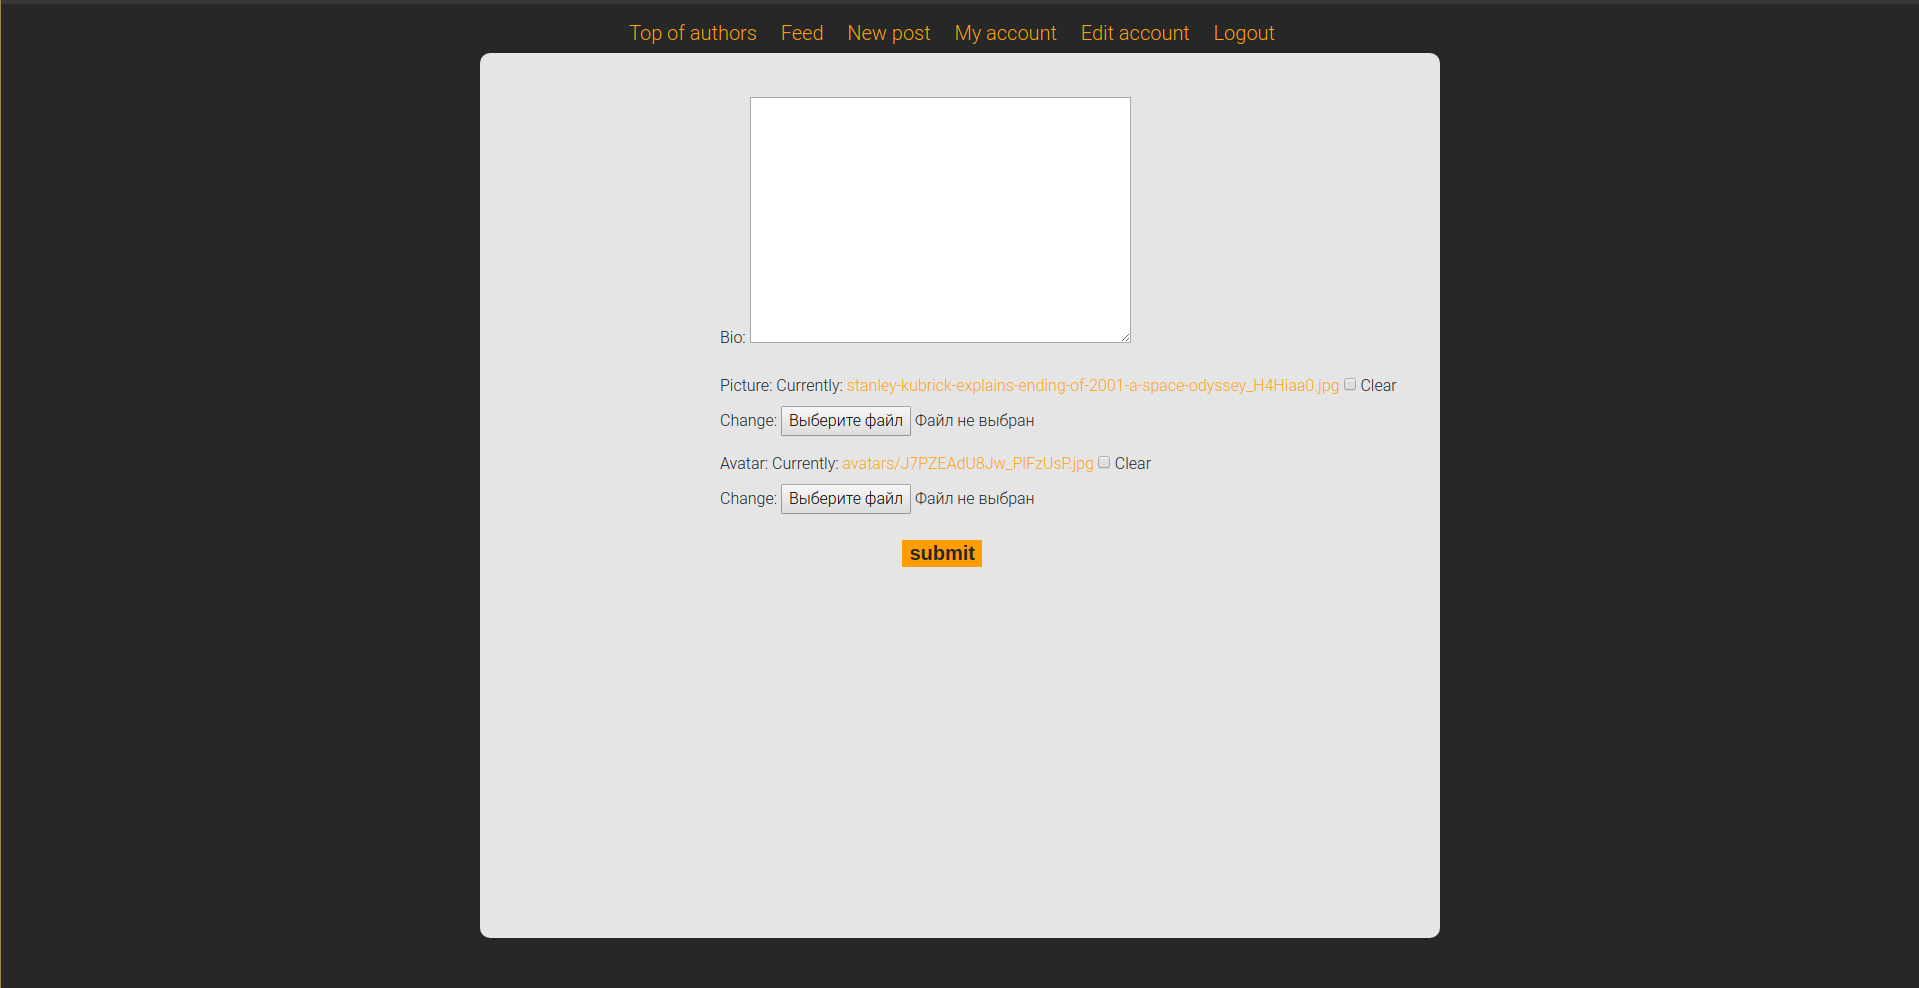 Top of authors Feed New post My account Edit account Logout
Bio:
Picture: Currently: stanley-kubrick-explains-ending-of-2001-a-space-odyssey_H4Hiaa0.jpg Clear
Change: Выберите файл Файл не выбран
Avatar: Currently: avatars/J7PZEAdU8Jw_PlFzUsP.jpg Clear
Change: Выберите файл Файл не выбран
submit